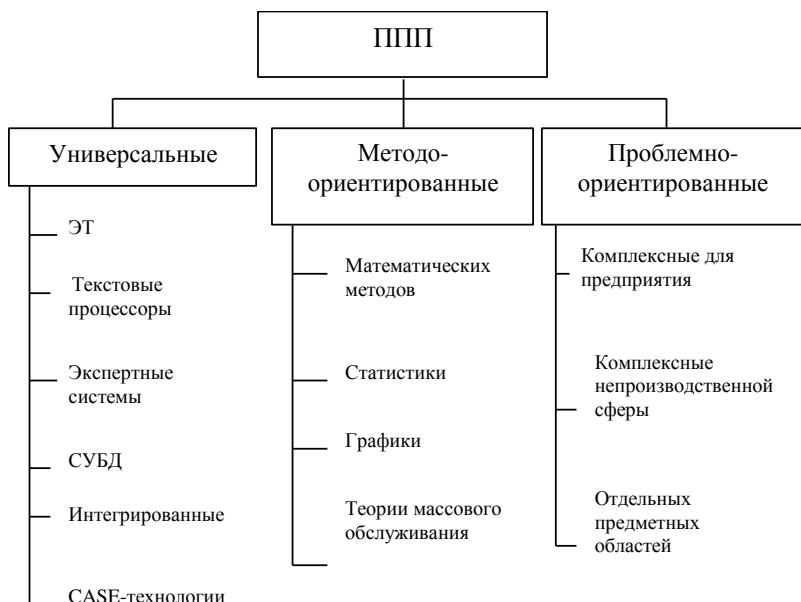 ППП
Универсальные
ЭТ
Текстовые
процессоры
Экспертные
системы
СУБД
Интегрированные
CASE-технологии
Методо-
ориентированные
Математических
методов
Статистики
Графики
Теории массового
обслуживания
Проблемно-
ориентированные
Комплексные для
предприятия
Комплексные
непроизводственной
сферы
Отдельных
предметных
областей